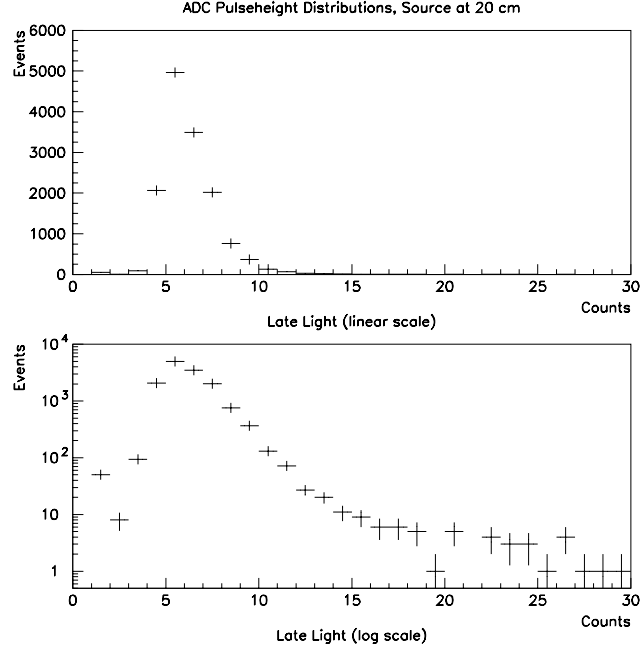 ADC Pulseheight Distributions, Source at 20 cm
Events
6000
5000
4000
3000
2000
1000
0
0 5 10 15 20 25 30
Counts
Late Light (linear scale)
Events
10⁴
10³
10²
10
1
0 5 10 15 20 25 30
Counts
Late Light (log scale)